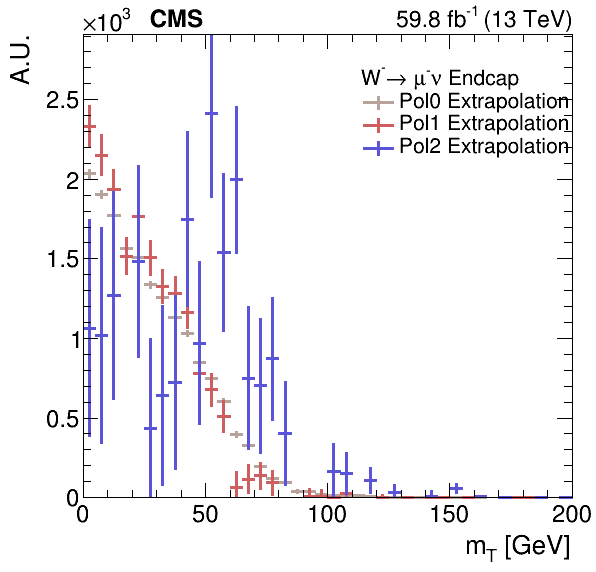 ×10³ CMS 59.8 fb⁻¹ (13 TeV)
A.U.
W⁻→ μ⁻ν Endcap
Pol0 Extrapolation
Pol1 Extrapolation
Pol2 Extrapolation
2.5
2
1.5
1
0.5
0
0 50 100 150 200
m_T [GeV]